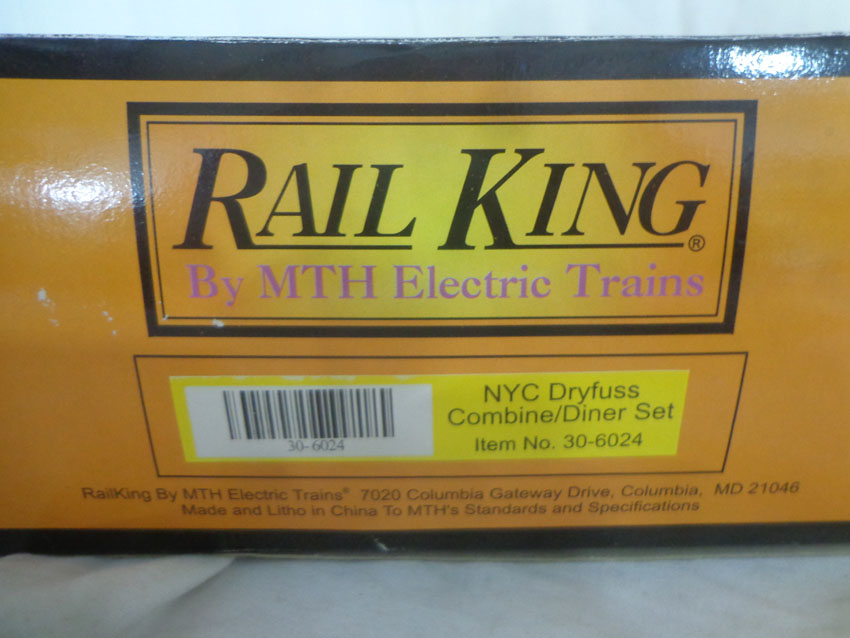 RAIL KING®
By MTH Electric Trains
30-6024
NYC Dryfuss
Combine/Diner Set
Item No. 30-6024
RailKing By MTH Electric Trains® 7020 Columbia Gateway Drive, Columbia, MD 21046
Made and Litho in China To MTH's Standards and Specifications